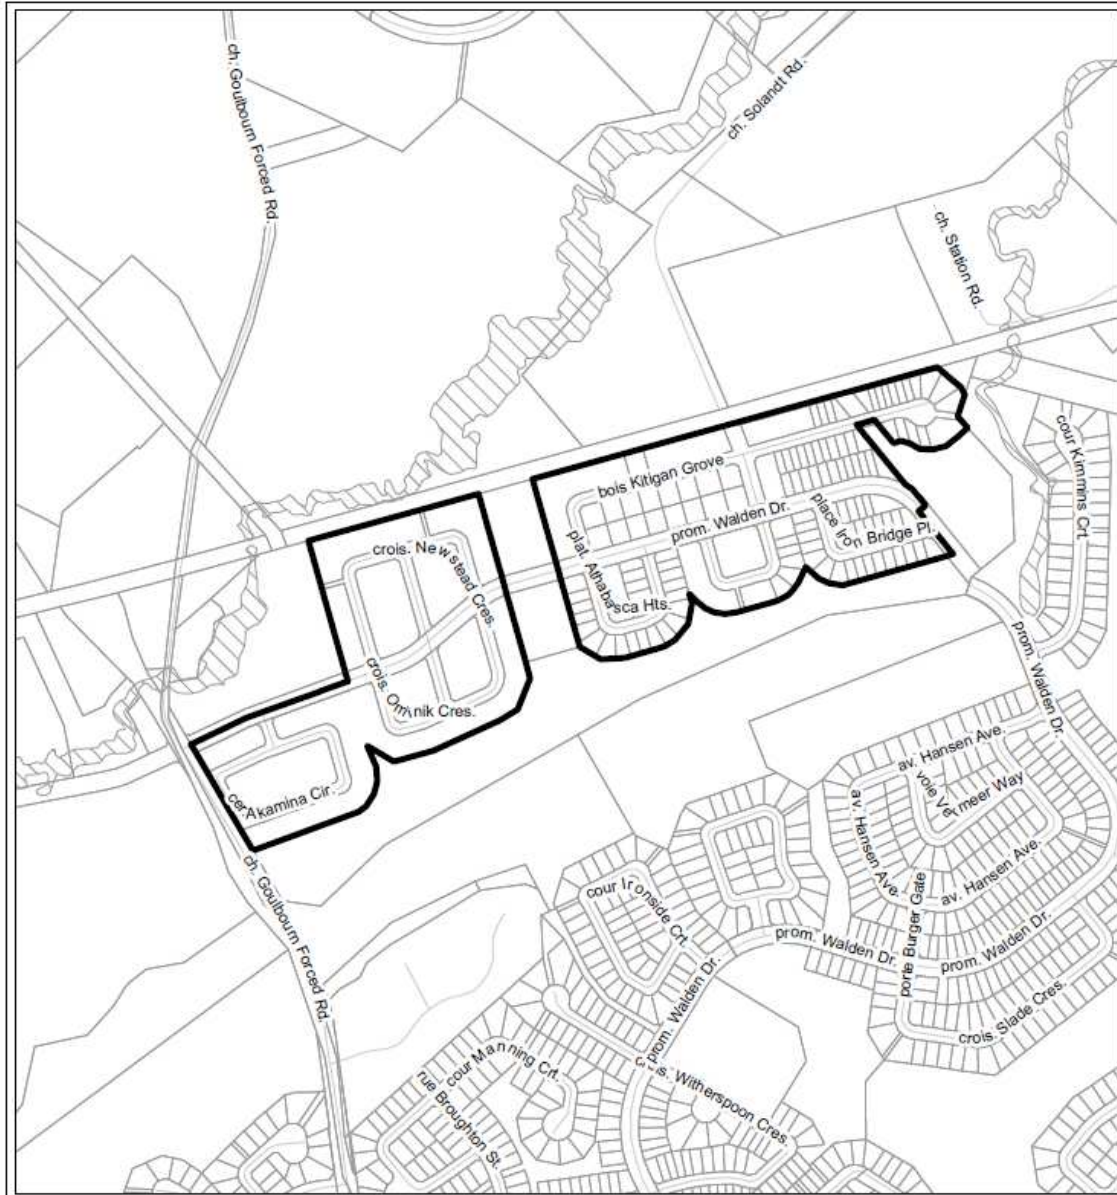 ch. Goulbourn Forced Rd.
ch. Solandt Rd.
ch. Station Rd.
cour Kimmins Crt.
bois Kitigan Grove
prom. Walden Dr.
place Iron Bridge Pl.
plat. Athabasca Hts.
crois. Newstead Cres.
crois. Ominik Cres.
cer. Akamina Cir.
prom. Walden Dr.
av. Hansen Ave.
voie Vermeer Way
av. Hansen Ave.
av. Hansen Ave.
porte Burger Gate
ch. Goulbourn Forced Rd.
cour Ironside Crt.
prom. Walden Dr.
prom. Walden Dr.
prom. Walden Dr.
crois. Slade Cres.
crois. Witherspoon Cres.
cour Manning Crt.
rue Broughton St.